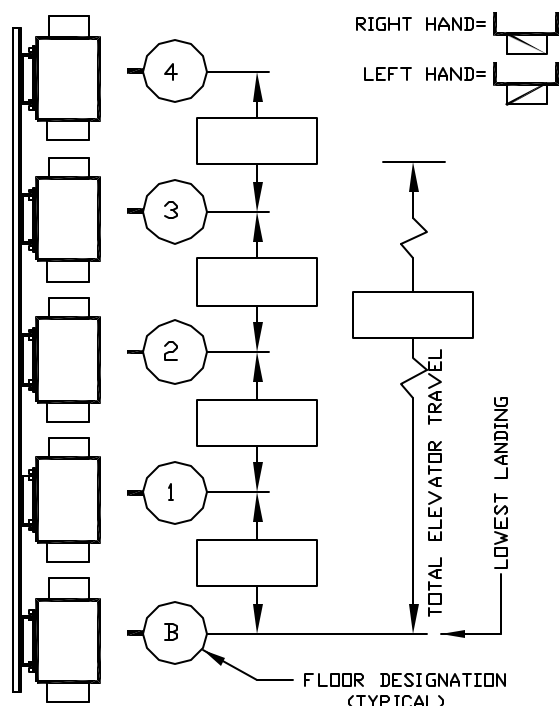 RIGHT HAND=
LEFT HAND=
4
3
2
1
B
TOTAL ELEVATOR TRAVEL
LOWEST LANDING
FLOOR DESIGNATION
(TYPICAL)